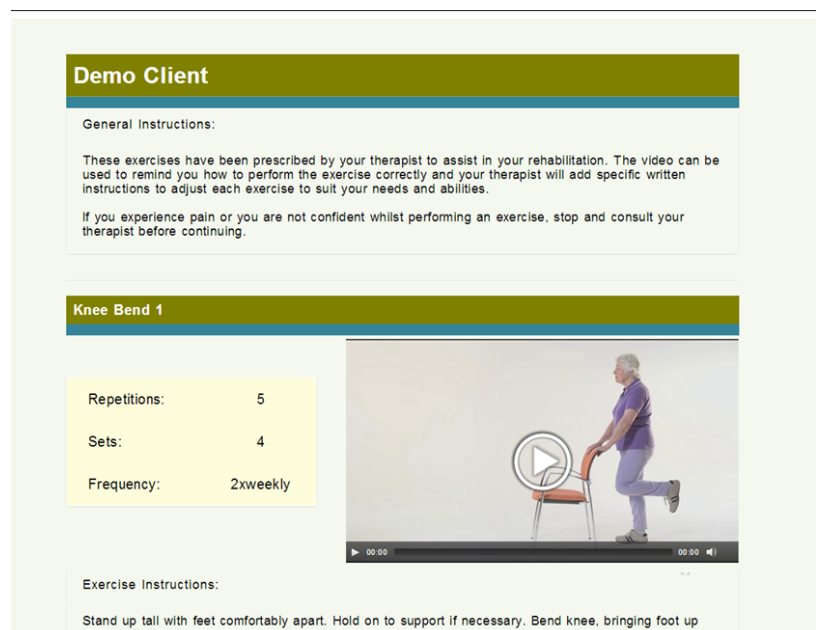 Demo Client
General Instructions:
These exercises have been prescribed by your therapist to assist in your rehabilitation. The video can be
used to remind you how to perform the exercise correctly and your therapist will add specific written
instructions to adjust each exercise to suit your needs and abilities.
If you experience pain or you are not confident whilst performing an exercise, stop and consult your
therapist before continuing.
Knee Bend 1
Repetitions: 5
Sets: 4
Frequency: 2xweekly
00:00 00:00
Exercise Instructions:
Stand up tall with feet comfortably apart. Hold on to support if necessary. Bend knee, bringing foot up